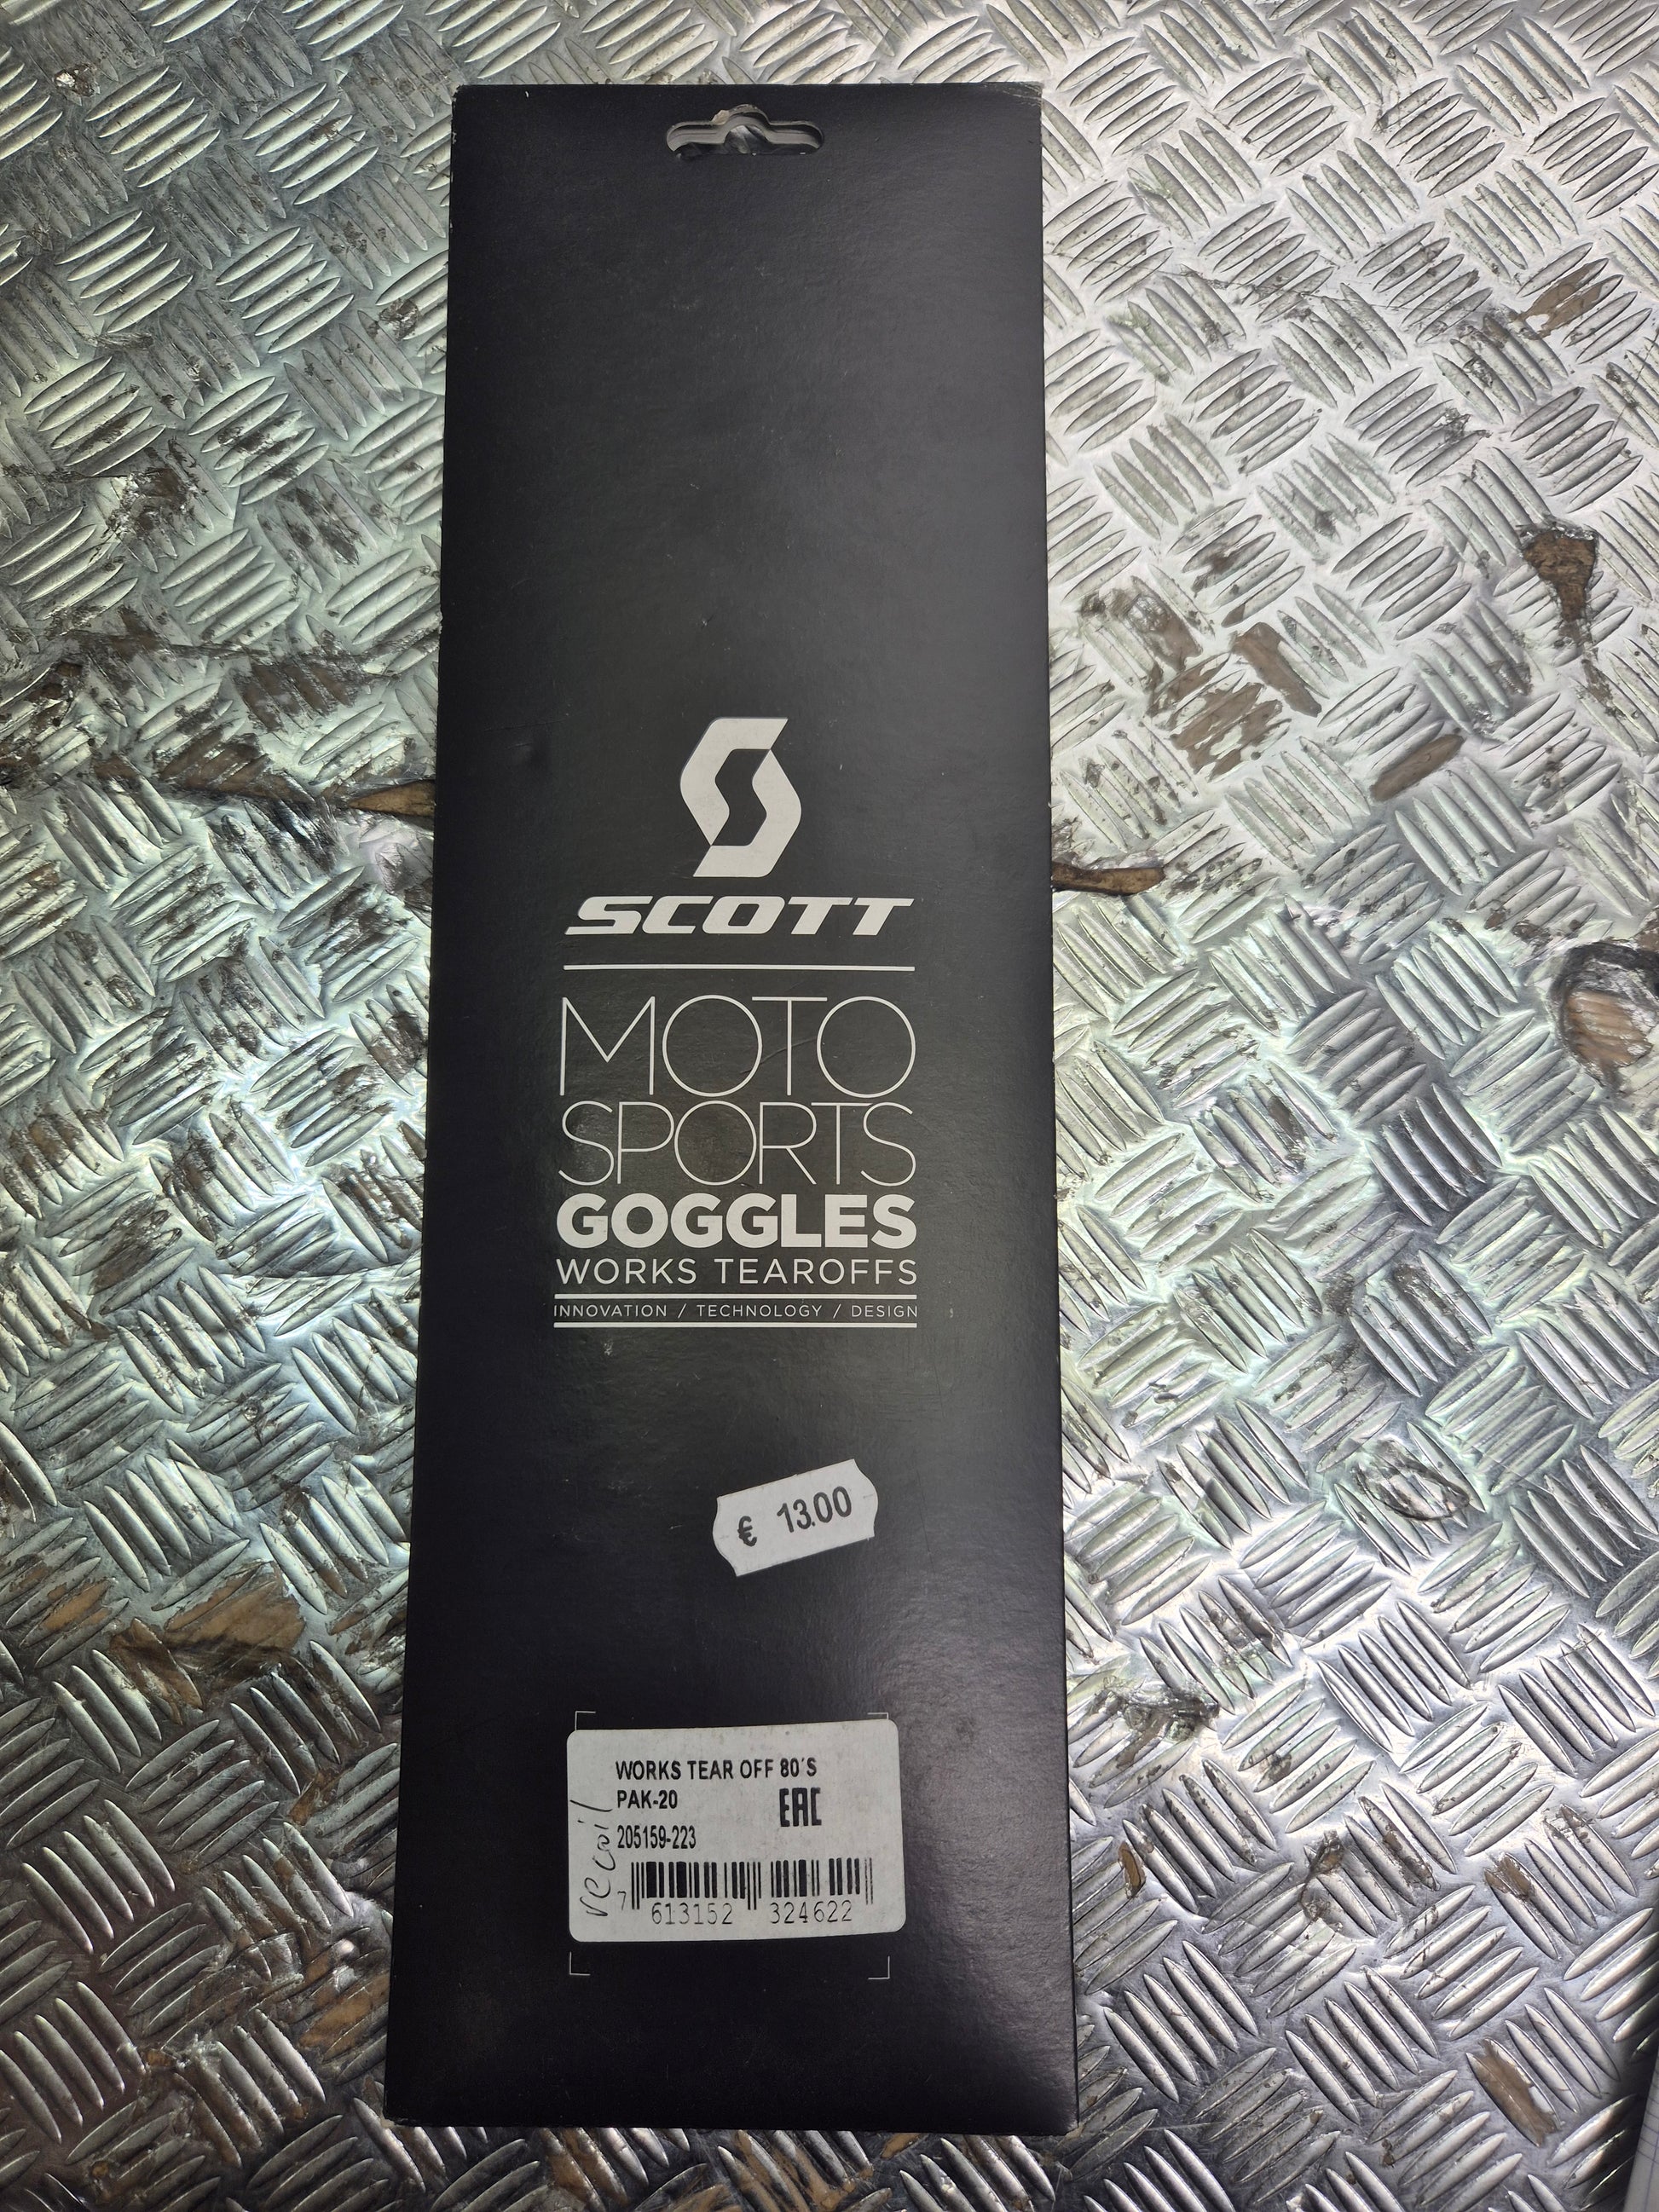 SCOTT
MOTO
SPORTS
GOGGLES
WORKS TEAROFFS
INNOVATION / TECHNOLOGY / DESIGN
€ 13.00
WORKS TEAR OFF 80´S
PAK-20
EAC
205159-223
recoil
7 613152 324622